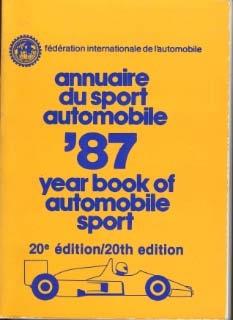 fédération internationale de l'automobile
annuaire
du sport
automobile
'87
year book of
automobile
sport
20e édition/20th edition